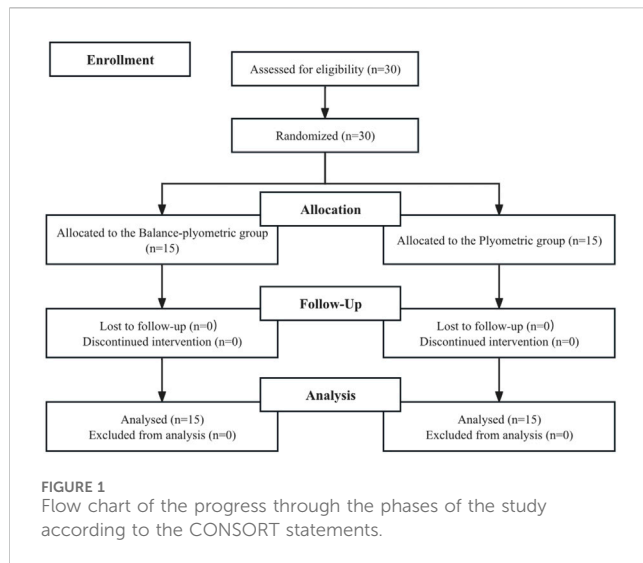 Enrollment
Assessed for eligibility (n=30)
Randomized (n=30)
Allocation
Allocated to the Balance-plyometric group
(n=15)
Allocated to the Plyometric group (n=15)
Follow-Up
Lost to follow-up (n=0)
Discontinued intervention (n=0)
Lost to follow-up (n=0)
Discontinued intervention (n=0)
Analysis
Analysed (n=15)
Excluded from analysis (n=0)
Analysed (n=15)
Excluded from analysis (n=0)
FIGURE 1
Flow chart of the progress through the phases of the study
according to the CONSORT statements.